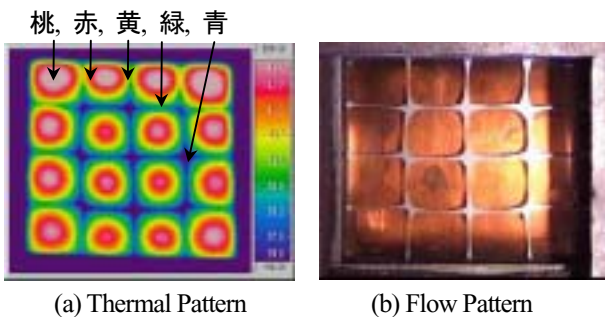 桃, 赤, 黄, 緑, 青
(a) Thermal Pattern
(b) Flow Pattern